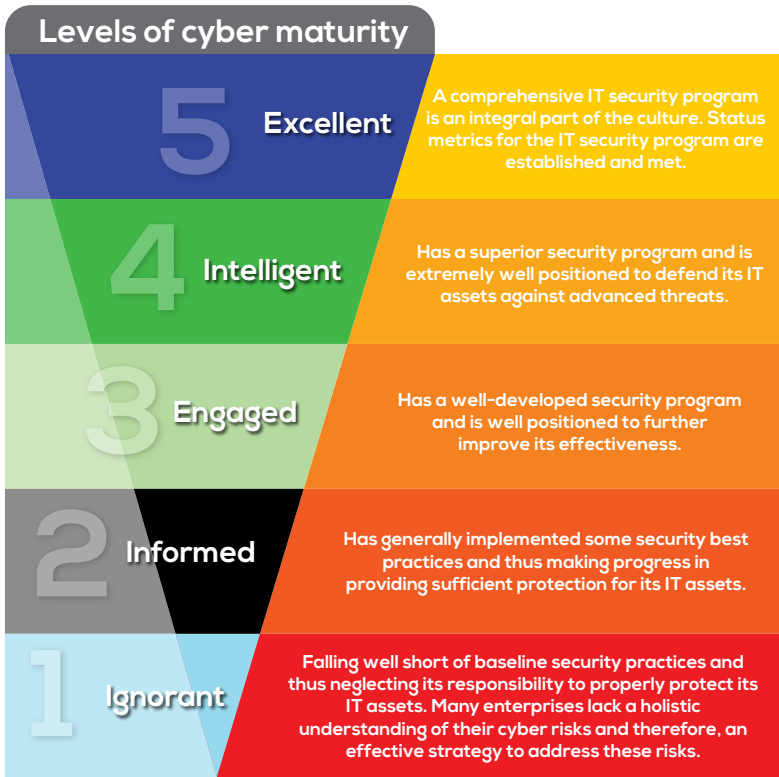 Levels of cyber maturity
5
Excellent
A comprehensive IT security program
is an integral part of the culture. Status
metrics for the IT security program are
established and met.
4
Intelligent
Has a superior security program and is
extremely well positioned to defend its IT
assets against advanced threats.
3
Engaged
Has a well-developed security program
and is well positioned to further
improve its effectiveness.
2
Informed
Has generally implemented some security best
practices and thus making progress in
providing sufficient protection for its IT assets.
1
Ignorant
Falling well short of baseline security practices and
thus neglecting its responsibility to properly protect its
IT assets. Many enterprises lack a holistic
understanding of their cyber risks and therefore, an
effective strategy to address these risks.